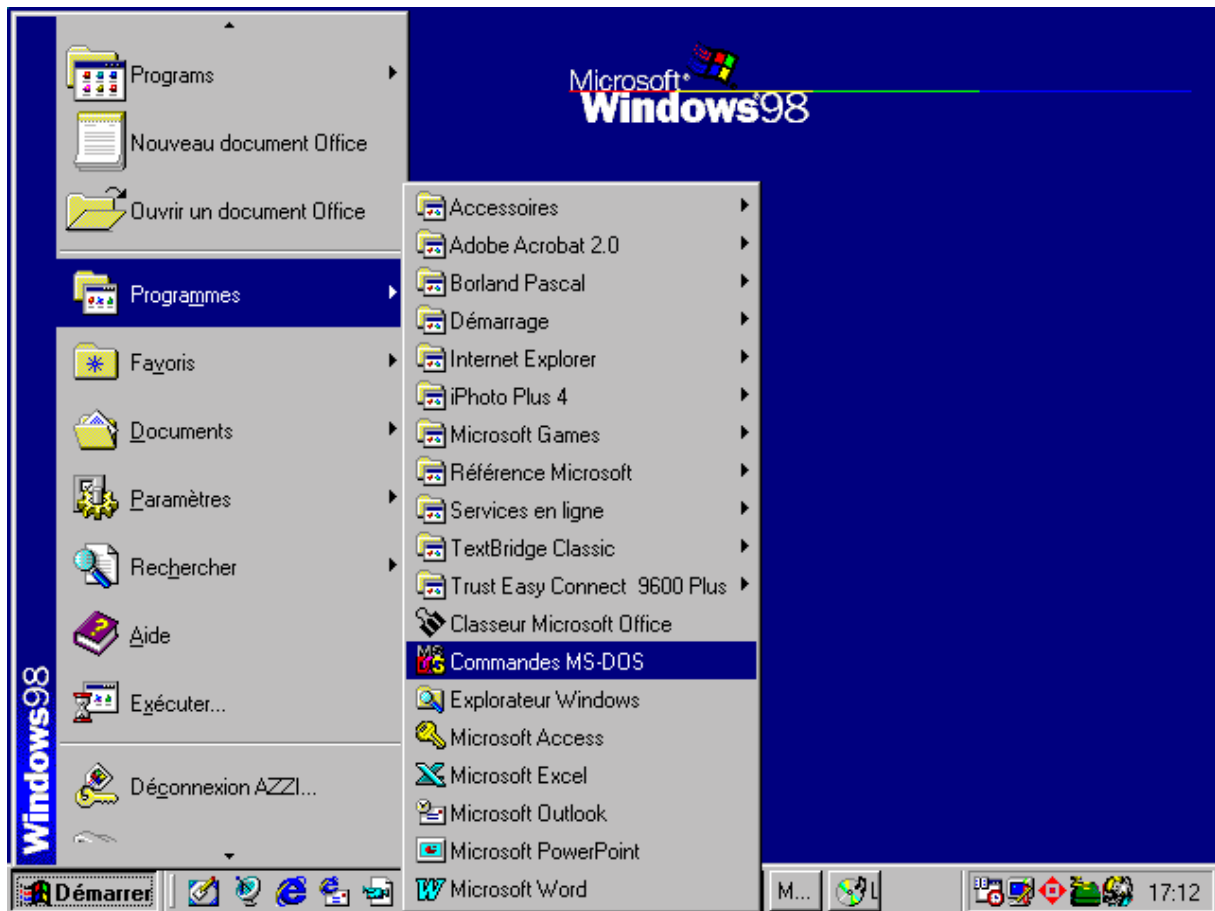 Microsoft®
Windows®98
Programs
Nouveau document Office
Ouvrir un document Office
Programmes
Favoris
Documents
Paramètres
Rechercher
Aide
Exécuter...
Déconnexion AZZI...
Windows98
Accessoires
Adobe Acrobat 2.0
Borland Pascal
Démarrage
Internet Explorer
iPhoto Plus 4
Microsoft Games
Référence Microsoft
Services en ligne
TextBridge Classic
Trust Easy Connect 9600 Plus
Classeur Microsoft Office
Commandes MS-DOS
Explorateur Windows
Microsoft Access
Microsoft Excel
Microsoft Outlook
Microsoft PowerPoint
Microsoft Word
Démarrer
M...
L
17:12